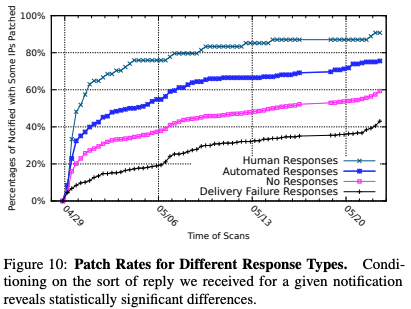 100%
80%
60%
40%
20%
0%
Percentages of Notified with Some IPs Patched
Human Responses
Automated Responses
No Responses
Delivery Failure Responses
04/29
05/06
05/13
05/20
Time of Scans
Figure 10: Patch Rates for Different Response Types. Condi-
tioning on the sort of reply we received for a given notification
reveals statistically significant differences.